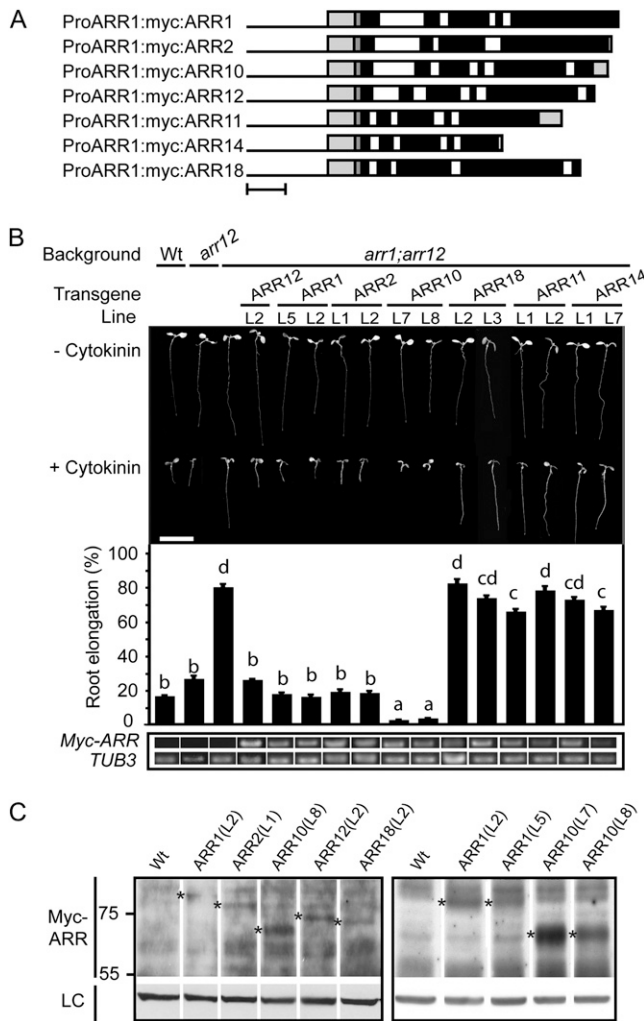 A
ProARR1:myc:ARR1
ProARR1:myc:ARR2
ProARR1:myc:ARR10
ProARR1:myc:ARR12
ProARR1:myc:ARR11
ProARR1:myc:ARR14
ProARR1:myc:ARR18
B
Background Wt arr12 arr1;arr12
Transgene ARR12 ARR1 ARR2 ARR10 ARR18 ARR11 ARR14
Line L2 L5 L2 L1 L2 L7 L8 L2 L3 L1 L2 L1 L7
- Cytokinin
+ Cytokinin
Root elongation (%)
100
80
60
40
20
0
b b d b b b b b a a d cd c d cd c
Myc-ARR
TUB3
C
Wt ARR1(L2) ARR2(L1) ARR10(L8) ARR12(L2) ARR18(L2) Wt ARR1(L2) ARR1(L5) ARR10(L7) ARR10(L8)
Myc-
ARR
75
55
* * * * * * * * *
LC